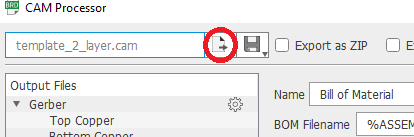 BRD
CAM Processor
template_2_layer.cam
Export as ZIP
Output Files
Gerber
Top Copper
Bottom Copper
Name
Bill of Material
BOM Filename
%ASSEM